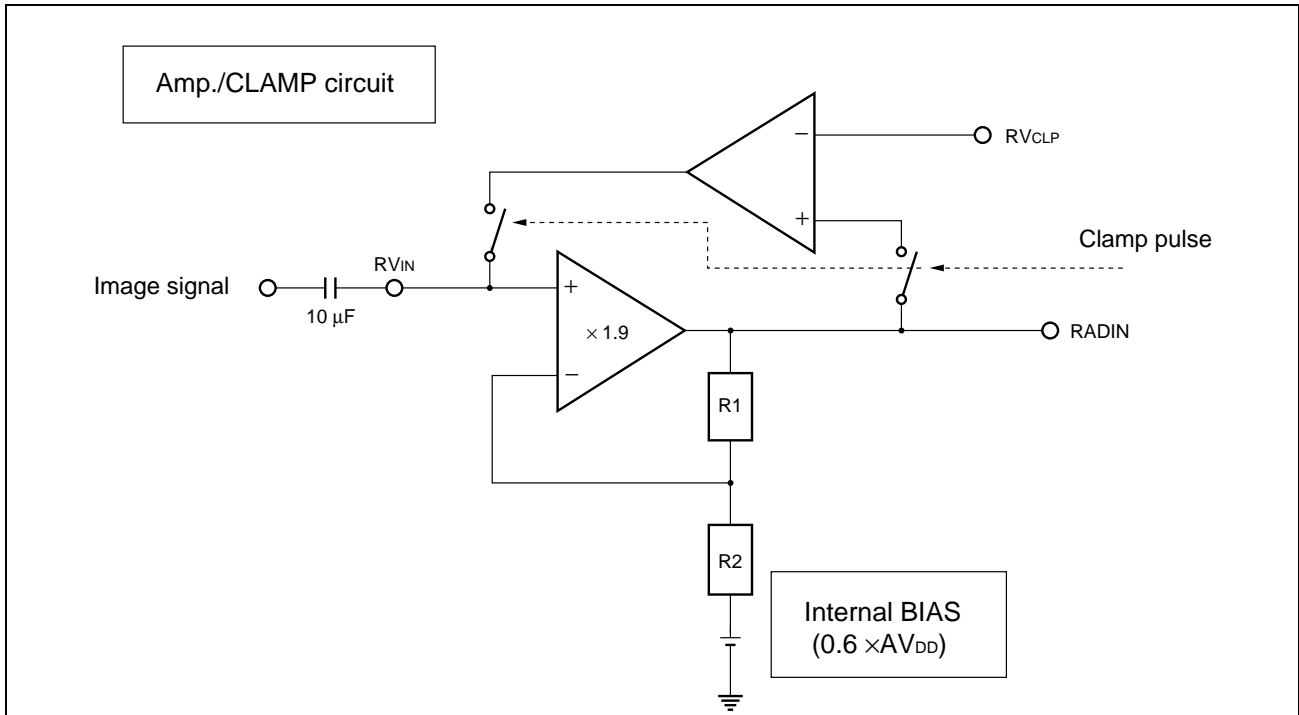 Amp./CLAMP circuit
−
RVCLP
+
Clamp pulse
Image signal
RVIN
10 μF
+
× 1.9
−
RADIN
R1
R2
Internal BIAS
(0.6 ×AVDD)